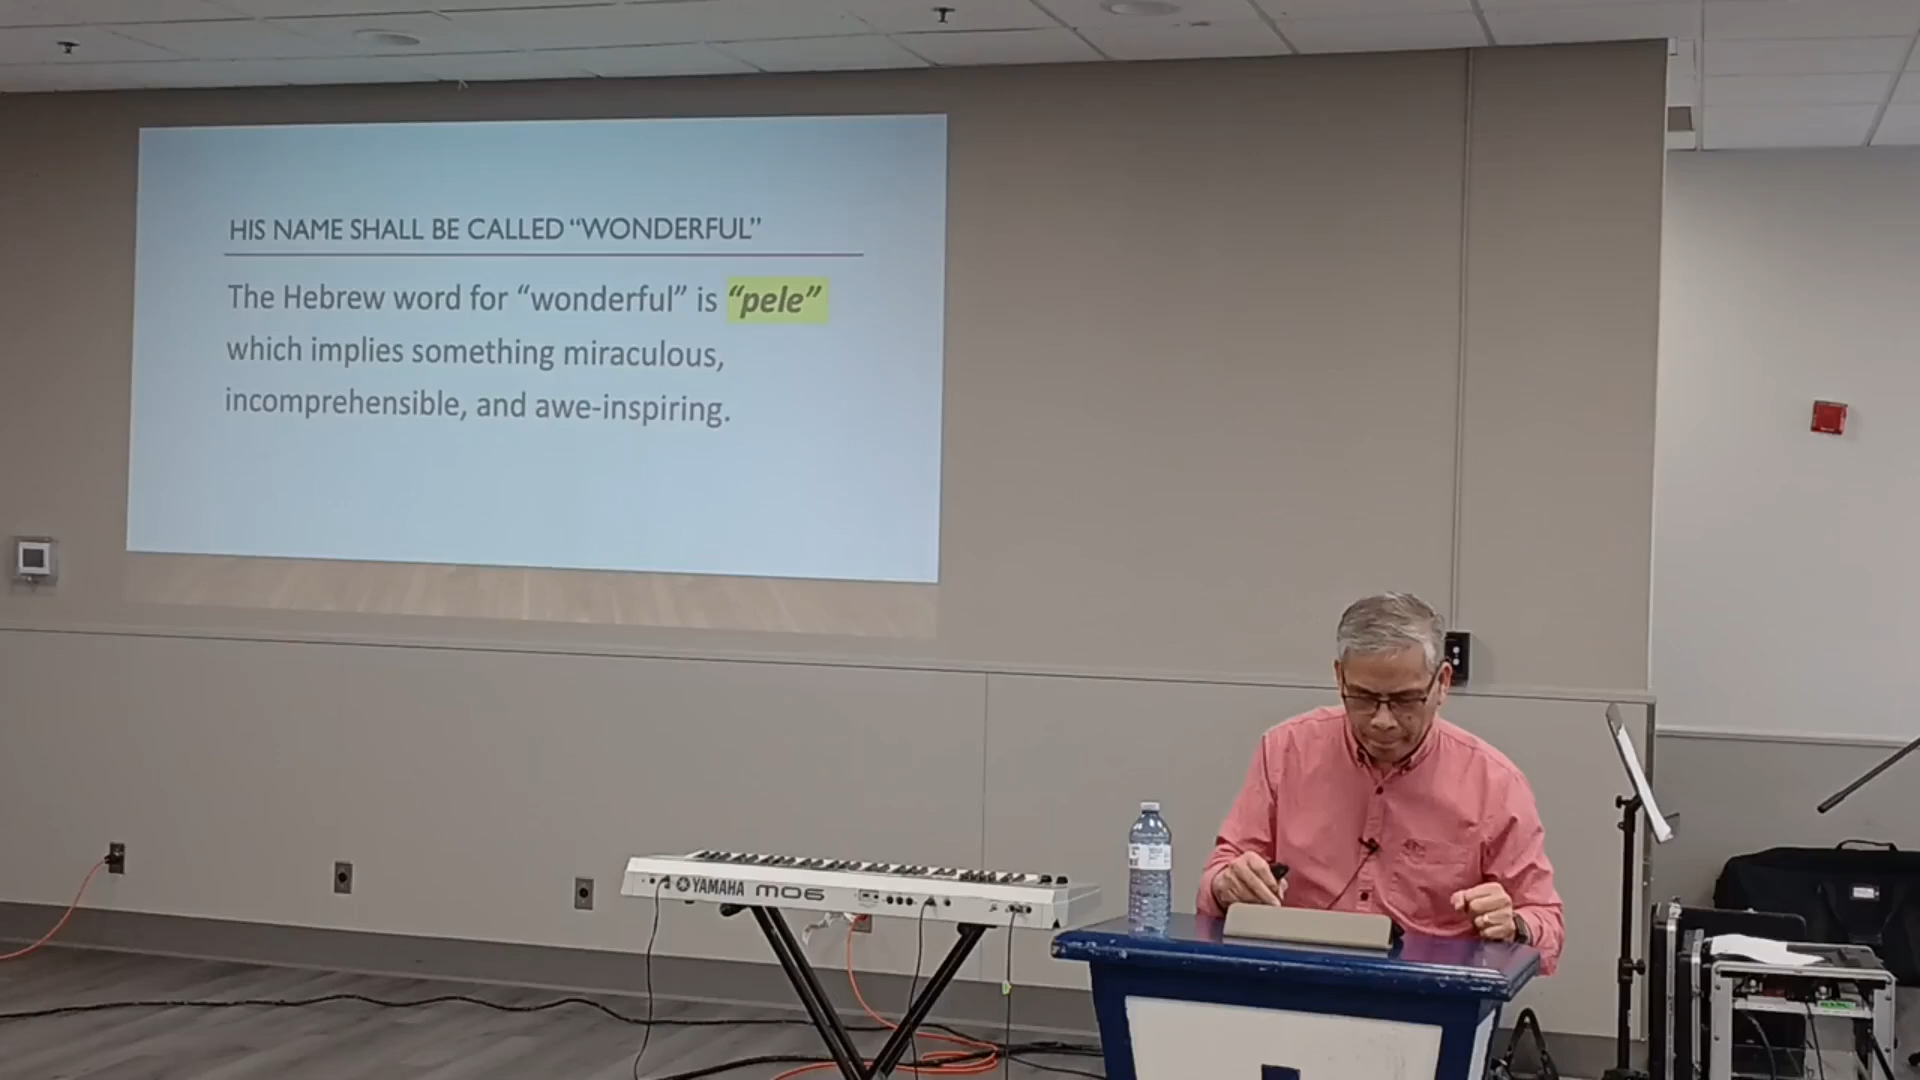 HIS NAME SHALL BE CALLED “WONDERFUL”
The Hebrew word for “wonderful” is “pele”
which implies something miraculous,
incomprehensible, and awe-inspiring.
YAMAHA MO6